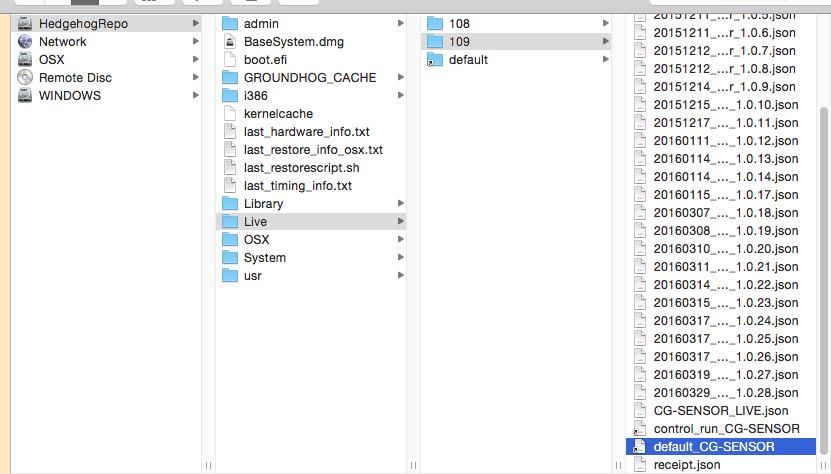 HedgehogRepo
Network
OSX
Remote Disc
WINDOWS
admin
BaseSystem.dmg
boot.efi
GROUNDHOG_CACHE
i386
kernelcache
last_hardware_info.txt
last_restore_info_osx.txt
last_restorescript.sh
last_timing_info.txt
Library
Live
OSX
System
usr
108
109
default
20151211_...r_1.0.5.json
20151211_...r_1.0.6.json
20151212_...r_1.0.7.json
20151212_...r_1.0.8.json
20151214_...r_1.0.9.json
20151215_..._1.0.10.json
20151217_..._1.0.11.json
20160111_..._1.0.12.json
20160114_..._1.0.13.json
20160114_..._1.0.14.json
20160115_..._1.0.17.json
20160307_..._1.0.18.json
20160308_..._1.0.19.json
20160310_..._1.0.20.json
20160311_..._1.0.21.json
20160314_..._1.0.22.json
20160315_..._1.0.23.json
20160317_..._1.0.24.json
20160317_..._1.0.25.json
20160317_..._1.0.26.json
20160319_..._1.0.27.json
20160329_..._1.0.28.json
CG-SENSOR_LIVE.json
control_run_CG-SENSOR
default_CG-SENSOR
receipt.json